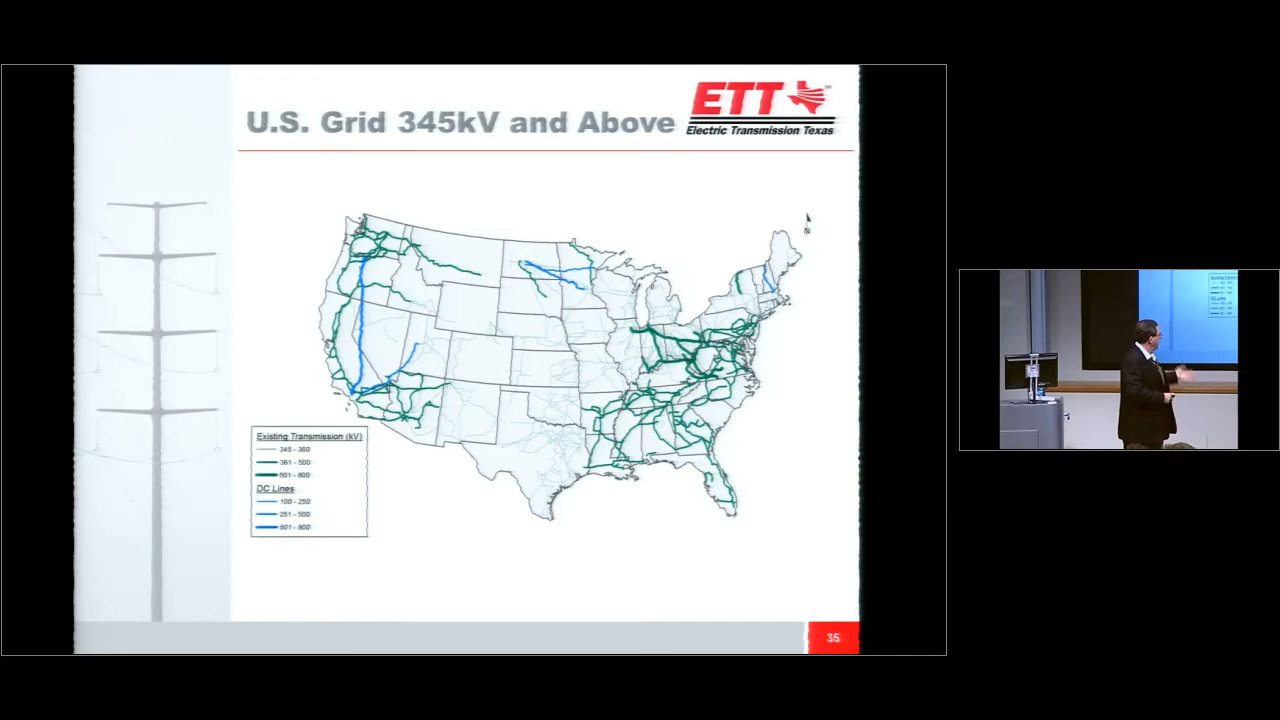 U.S. Grid 345kV and Above
ETT
Electric Transmission Texas
N
Existing Transmission (kV)
345 - 360
361 - 500
501 - 800
DC Lines
100 - 250
251 - 500
501 - 800
35